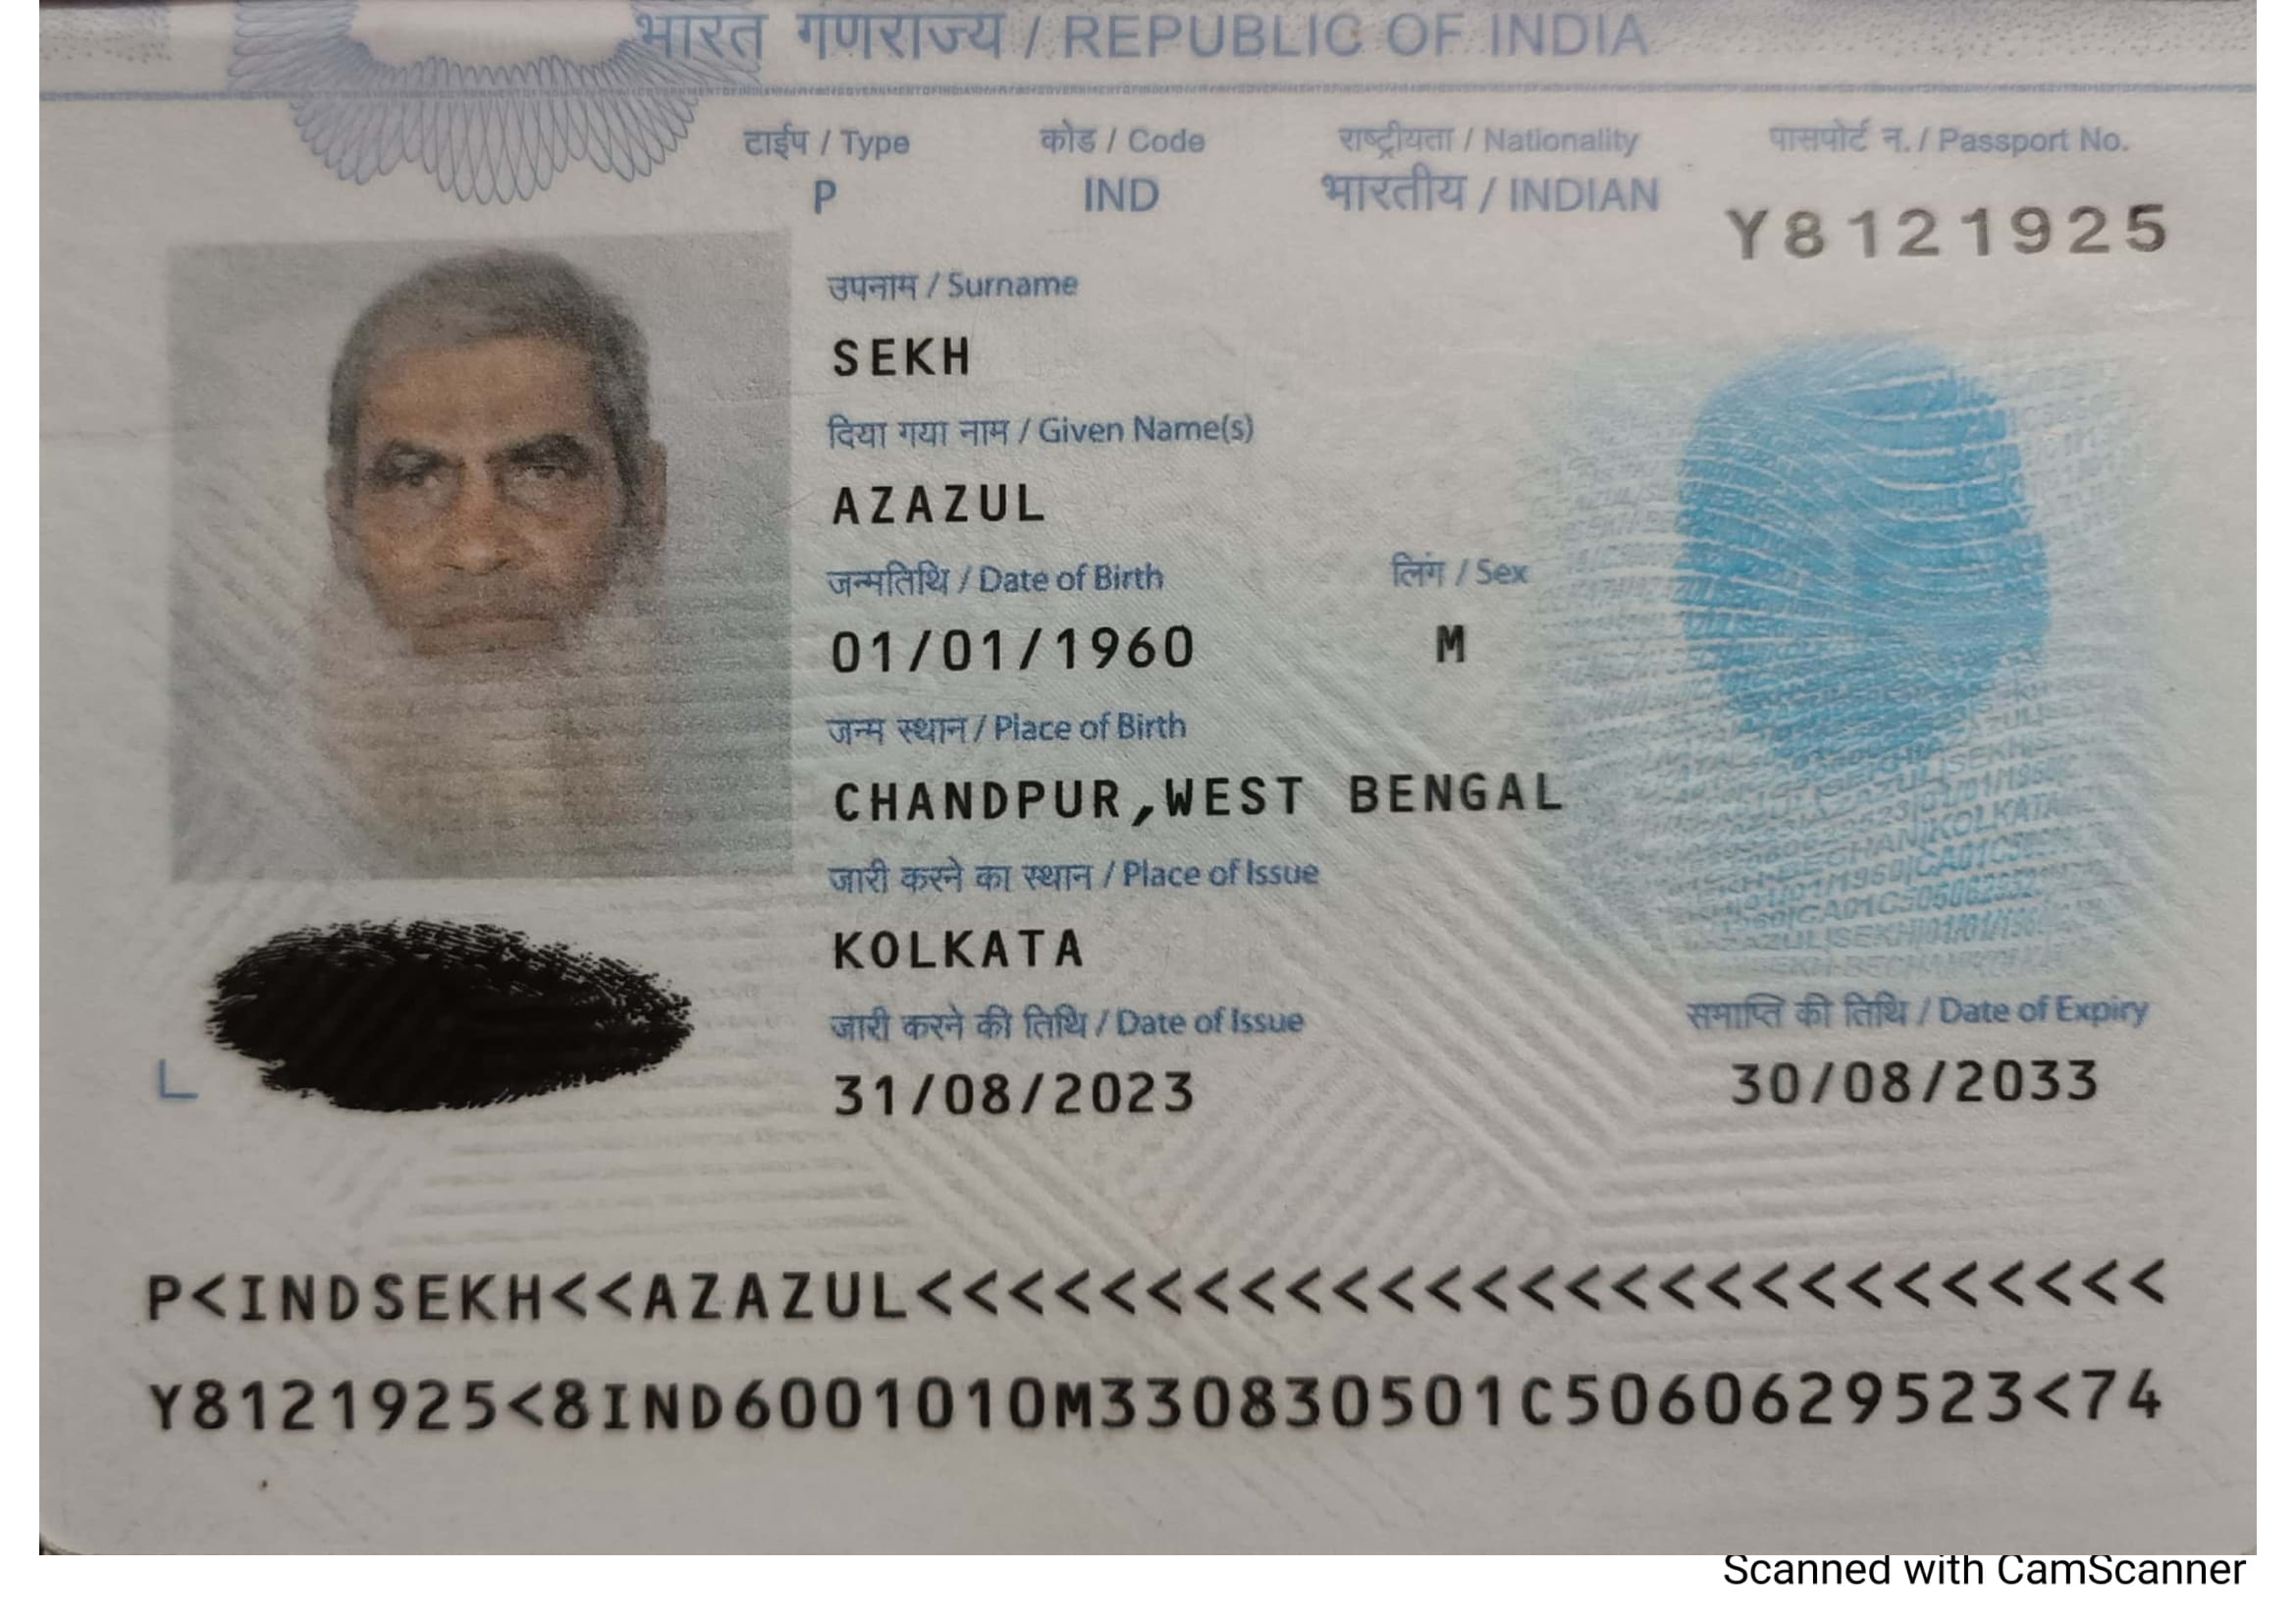 भारत गणराज्य / REPUBLIC OF INDIA
टाईप / Type
P
कोड / Code
IND
राष्ट्रीयता / Nationality
भारतीय / INDIAN
पासपोर्ट न. / Passport No.
Y8121925
उपनाम / Surname
SEKH
दिया गया नाम / Given Name(s)
AZAZUL
जन्मतिथि / Date of Birth
01/01/1960
लिंग / Sex
M
जन्म स्थान / Place of Birth
CHANDPUR,WEST BENGAL
जारी करने का स्थान / Place of Issue
KOLKATA
जारी करने की तिथि / Date of Issue
31/08/2023
समाप्ति की तिथि / Date of Expiry
30/08/2033
L
P<INDSEKH<<AZAZUL<<<<<<<<<<<<<<<<<<<<<<<<<<<
Y8121925<8IND6001010M330830501C5060629523<74
Scanned with CamScanner